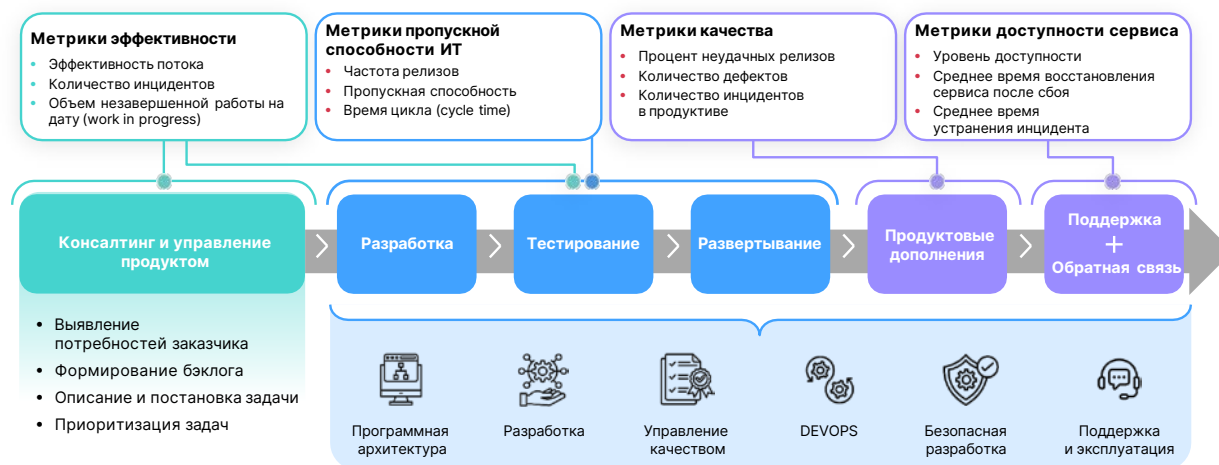 Метрики эффективности
• Эффективность потока
• Количество инцидентов
• Объем незавершенной работы на
дату (work in progress)
Метрики пропускной
способности ИТ
• Частота релизов
• Пропускная способность
• Время цикла (cycle time)
Метрики качества
• Процент неудачных релизов
• Количество дефектов
• Количество инцидентов
в продуктиве
Метрики доступности сервиса
• Уровень доступности
• Среднее время восстановления
сервиса после сбоя
• Среднее время
устранения инцидента
Консалтинг и управление
продуктом
Разработка
Тестирование
Развертывание
Продуктовые
дополнения
Поддержка
+
Обратная связь
• Выявление
потребностей заказчика
• Формирование бэклога
• Описание и постановка задачи
• Приоритизация задач
Программная
архитектура
Разработка
Управление
качеством
DEVOPS
Безопасная
разработка
Поддержка
и эксплуатация